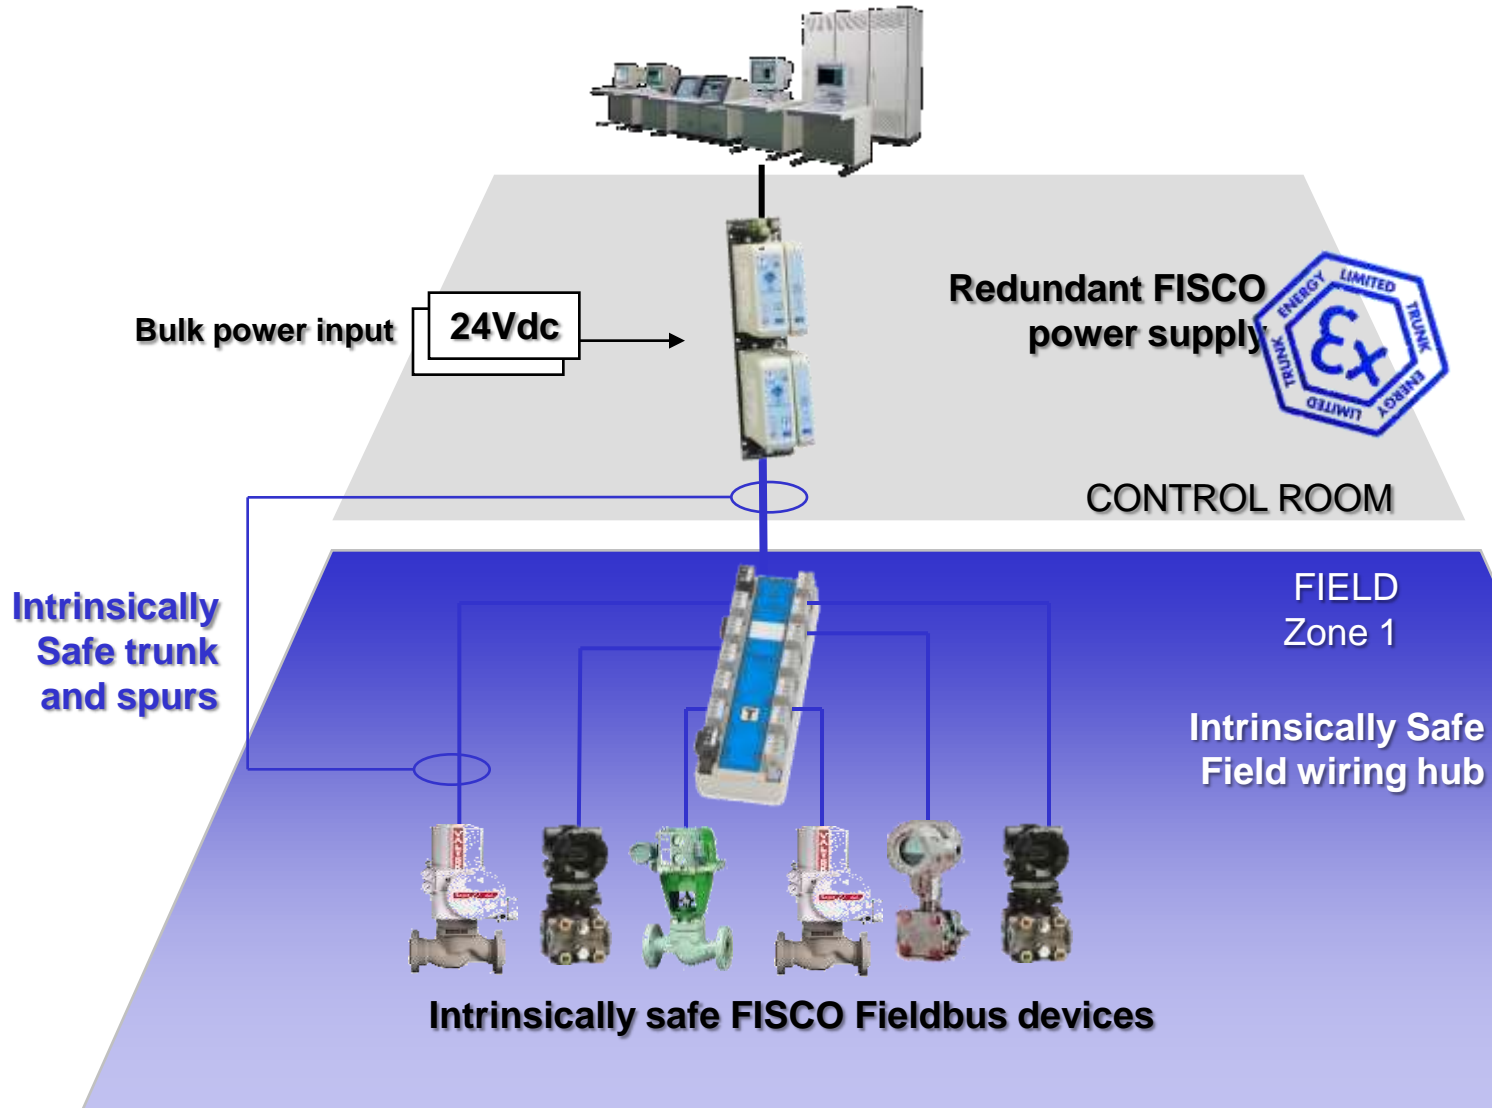 Redundant FISCO
power supply
LIMITED TRUNK ENERGY LIMITED TRUNK ENERGY
Ex
Bulk power input
24Vdc
CONTROL ROOM
FIELD
Zone 1
Intrinsically
Safe trunk
and spurs
Intrinsically Safe
Field wiring hub
Intrinsically safe FISCO Fieldbus devices